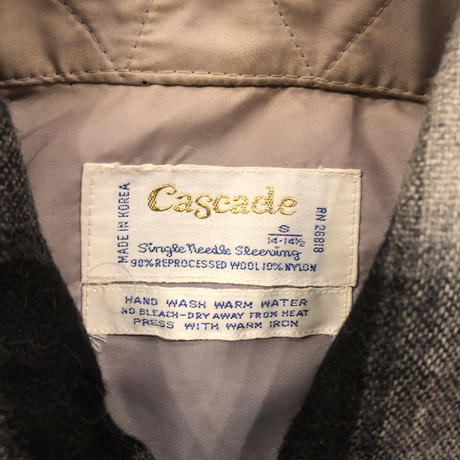 Cascade
MADE IN KOREA
S
14-14½
RN 26818
Single Needle Sleeving
90% REPROCESSED WOOL 10% NYLON
HAND WASH WARM WATER
NO BLEACH-DRY AWAY FROM HEAT
PRESS WITH WARM IRON